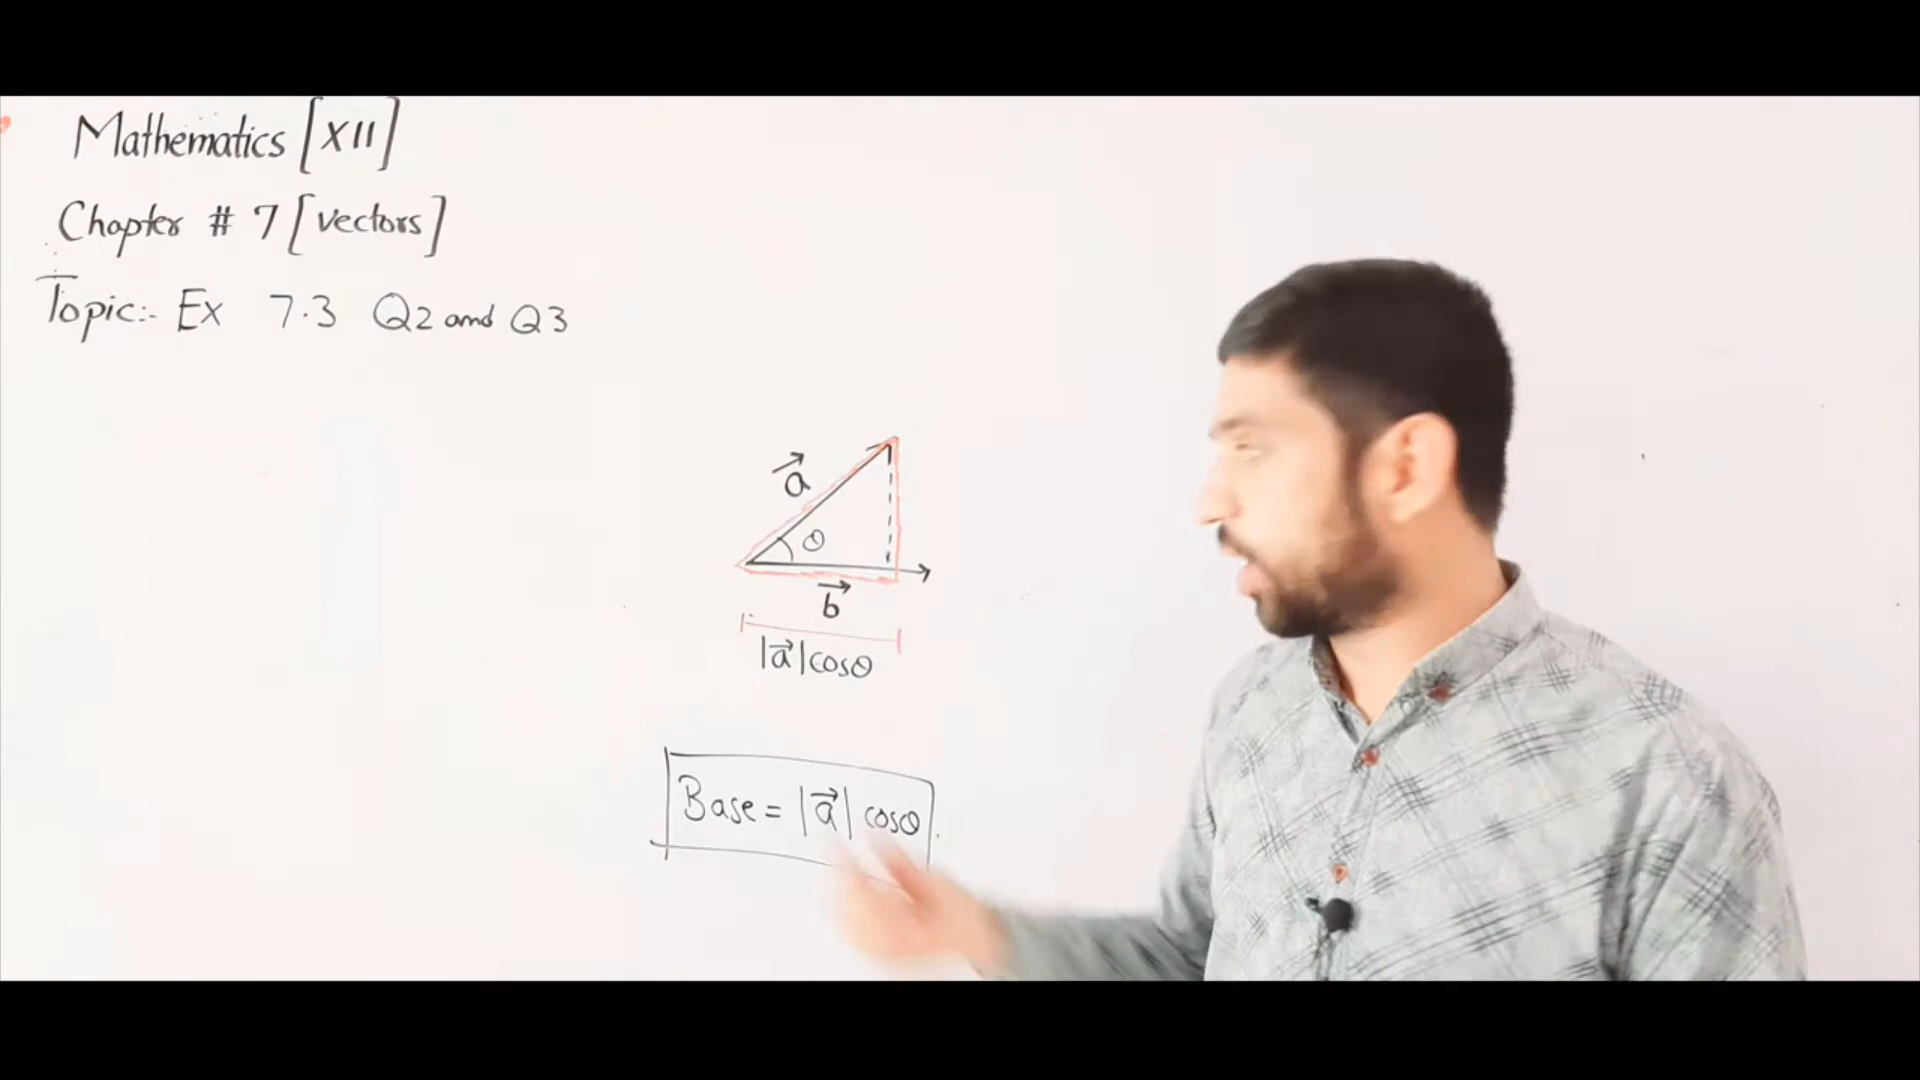 Mathematics [XII]
Chapter # 7 [vectors]
Topic:- Ex 7.3 Q2 and Q3
a⃗
θ
b⃗
|a⃗|cosθ
Base = |a⃗| cosθ